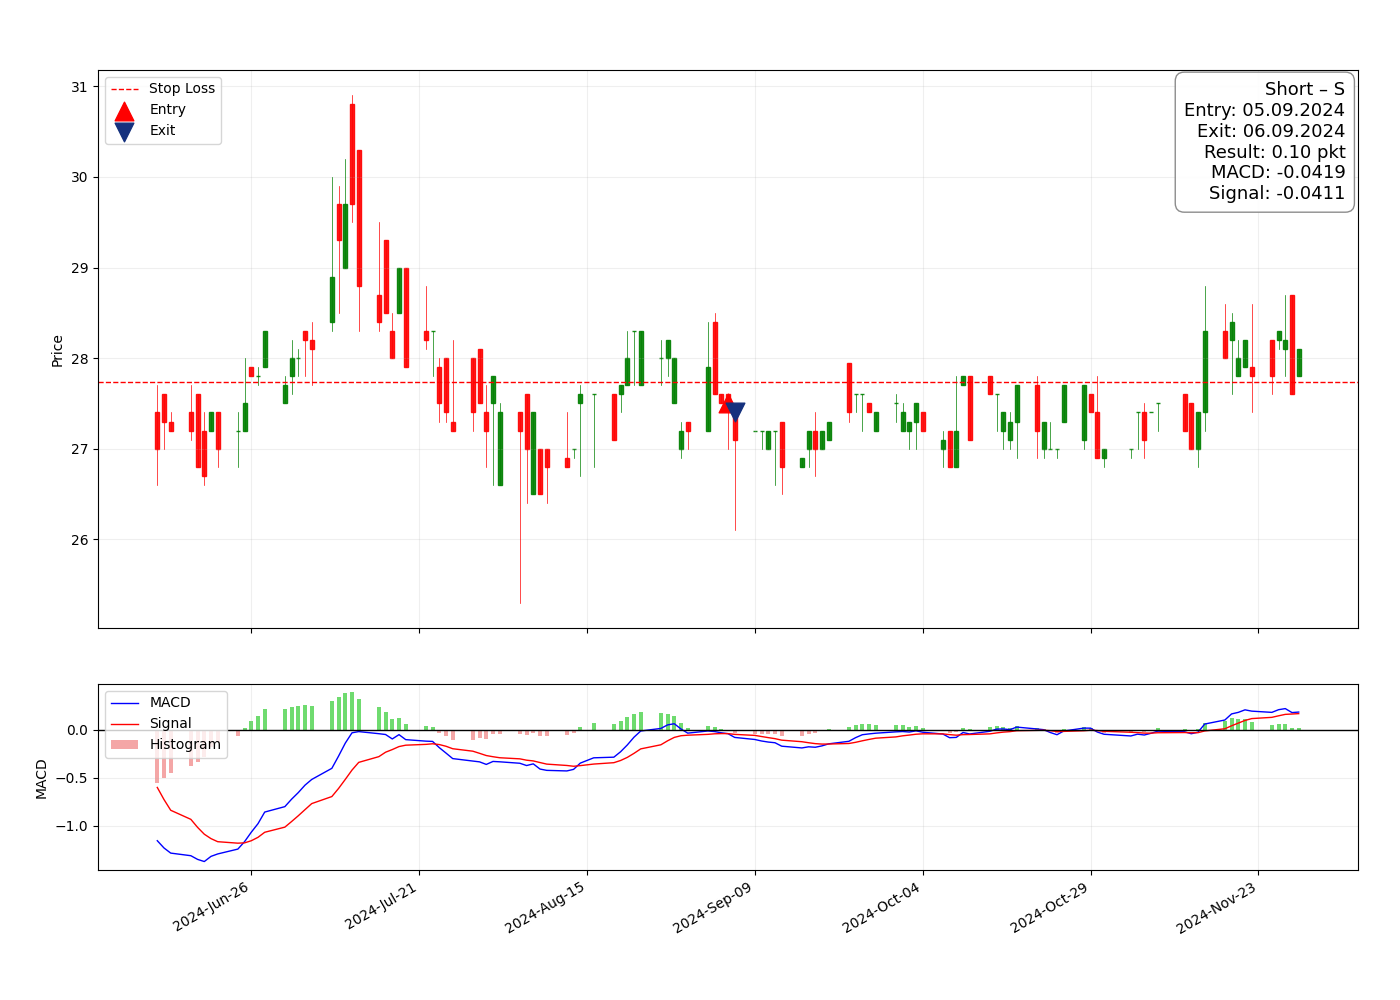 Stop Loss
Entry
Exit
Short – S
Entry: 05.09.2024
Exit: 06.09.2024
Result: 0.10 pkt
MACD: -0.0419
Signal: -0.0411
31
30
29
28
27
26
Price
MACD
Signal
Histogram
0.0
−0.5
−1.0
MACD
2024-Jun-26
2024-Jul-21
2024-Aug-15
2024-Sep-09
2024-Oct-04
2024-Oct-29
2024-Nov-23